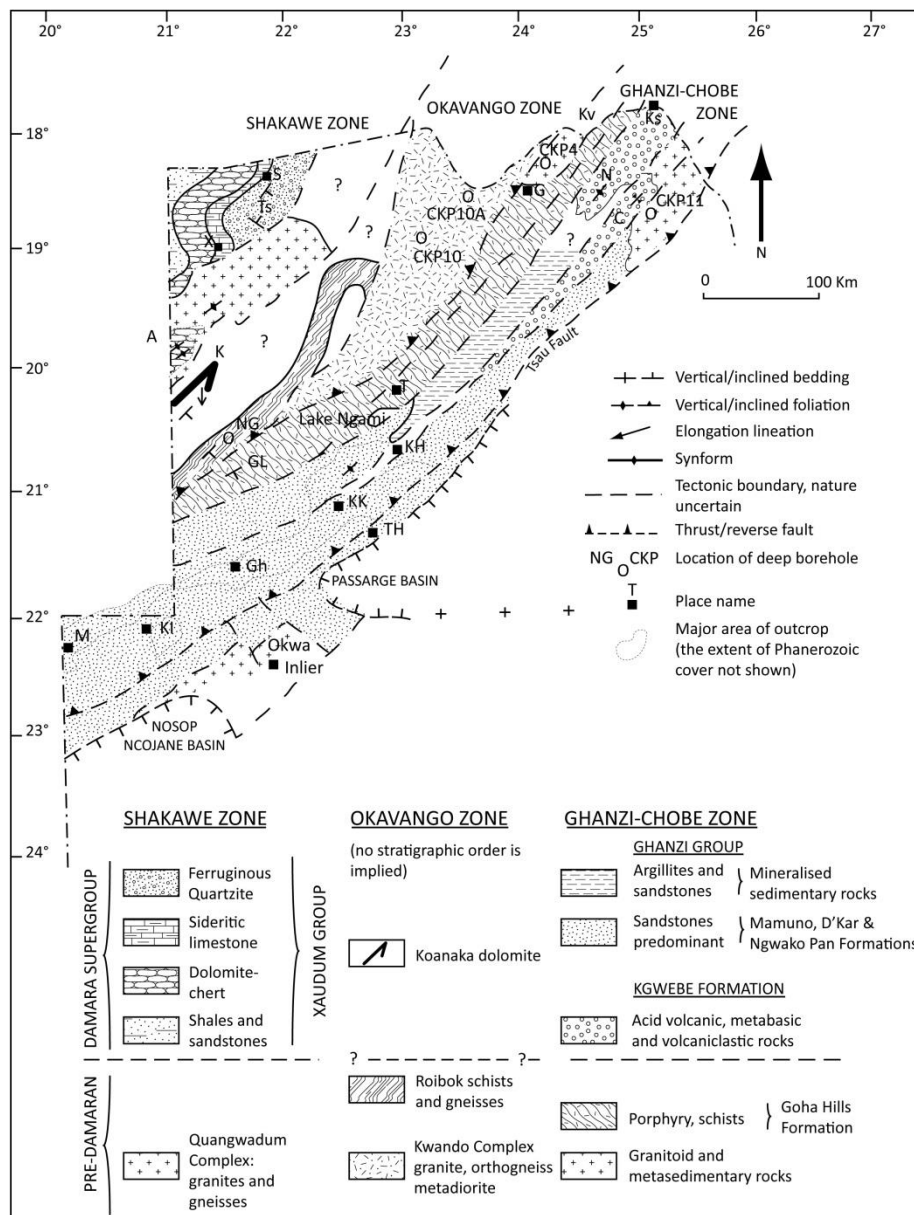 20° 21° 22° 23° 24° 25° 26° 27°
18°
19°
20°
21°
22°
23°
24°
SHAKAWE ZONE
OKAVANGO ZONE
GHANZI-CHOBE
ZONE
Kv
Ks
CKP4
O
G
N
S
Ts
?
O
CKP10A
O
CKP10
C
O
CKP11
X
?
?
N
0 100 Km
A
K
?
Tsau Fault
T
Lake Ngami
NG
O
GL
KH
KK
TH
Gh
PASSARGE BASIN
M
KI
Okwa
Inlier
NOSOP
NCOJANE BASIN
Vertical/inclined bedding
Vertical/inclined foliation
Elongation lineation
Synform
Tectonic boundary, nature
uncertain
Thrust/reverse fault
NG CKP
O
Location of deep borehole
T
Place name
Major area of outcrop
(the extent of Phanerozoic
cover not shown)
SHAKAWE ZONE
DAMARA SUPERGROUP
Ferruginous
Quartzite
Sideritic
limestone
Dolomite-
chert
Shales and
sandstones
XAUDUM GROUP
PRE-DAMARAN
Quangwadum
Complex:
granites and
gneisses
OKAVANGO ZONE
(no stratigraphic order is
implied)
Koanaka dolomite
? ?
Roibok schists
and gneisses
Kwando Complex
granite, orthogneiss
metadiorite
GHANZI-CHOBE ZONE
GHANZI GROUP
Argillites and
sandstones
Mineralised
sedimentary rocks
Sandstones
predominant
Mamuno, D'Kar &
Ngwako Pan Formations
KGWEBE FORMATION
Acid volcanic, metabasic
and volcaniclastic rocks
Porphyry, schists
Goha Hills
Formation
Granitoid and
metasedimentary rocks